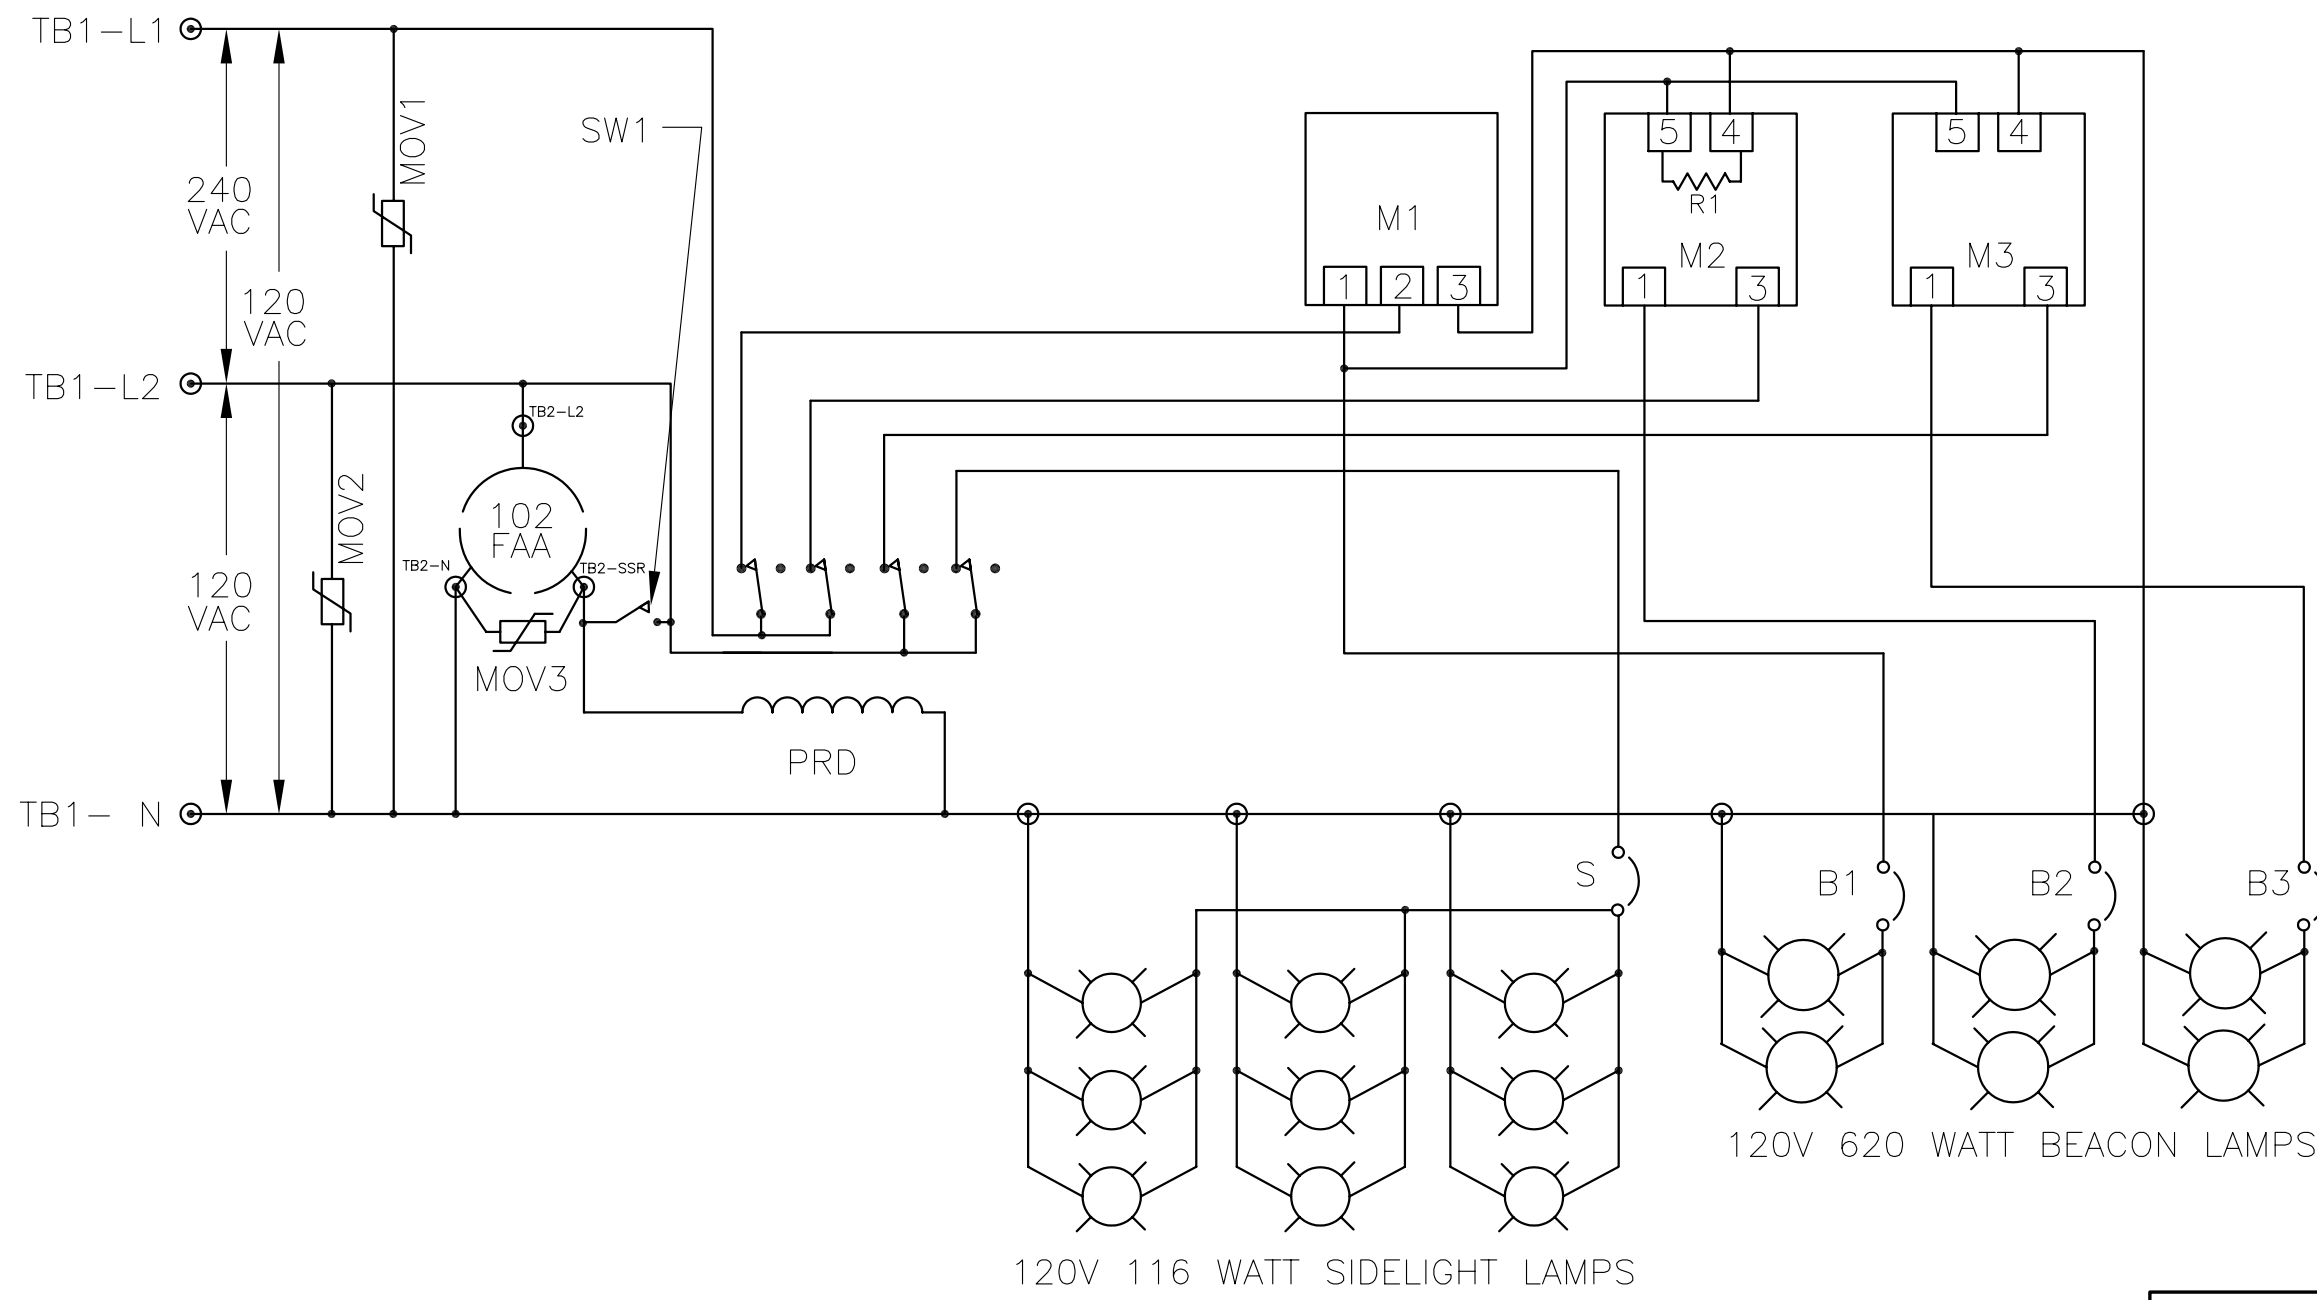 TB1-L1
MOV1
SW1
5
4
5
4
240
VAC
R1
M1
M2
M3
1
2
3
1
3
1
3
120
VAC
TB1-L2
TB2-L2
MOV2
102
FAA
TB2-N
TB2-SSR
120
VAC
MOV3
PRD
TB1- N
S
B1
B2
B3
120V 620 WATT BEACON LAMPS
120V 116 WATT SIDELIGHT LAMPS